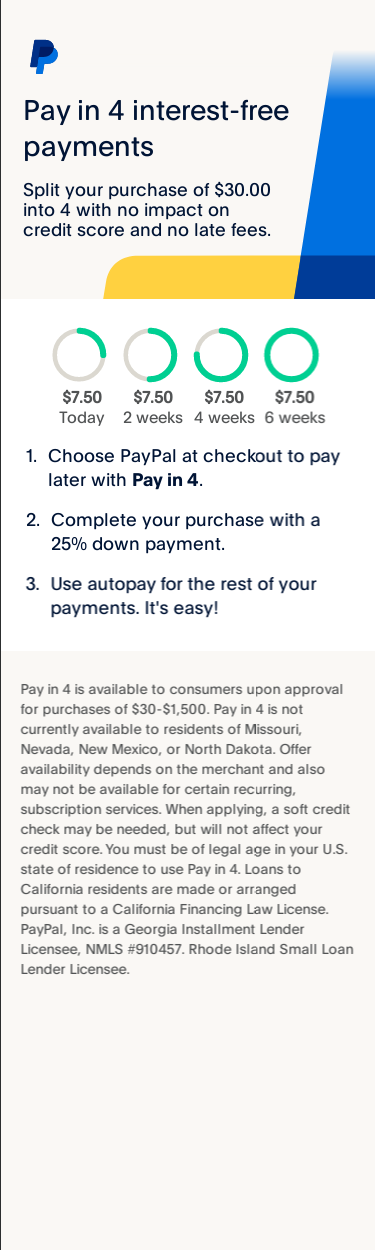 Pay in 4 interest-free
payments
Split your purchase of $30.00
into 4 with no impact on
credit score and no late fees.
$7.50 $7.50 $7.50 $7.50
Today 2 weeks 4 weeks 6 weeks
1. Choose PayPal at checkout to pay
later with Pay in 4.
2. Complete your purchase with a
25% down payment.
3. Use autopay for the rest of your
payments. It's easy!
Pay in 4 is available to consumers upon approval
for purchases of $30-$1,500. Pay in 4 is not
currently available to residents of Missouri,
Nevada, New Mexico, or North Dakota. Offer
availability depends on the merchant and also
may not be available for certain recurring,
subscription services. When applying, a soft credit
check may be needed, but will not affect your
credit score. You must be of legal age in your U.S.
state of residence to use Pay in 4. Loans to
California residents are made or arranged
pursuant to a California Financing Law License.
PayPal, Inc. is a Georgia Installment Lender
Licensee, NMLS #910457. Rhode Island Small Loan
Lender Licensee.